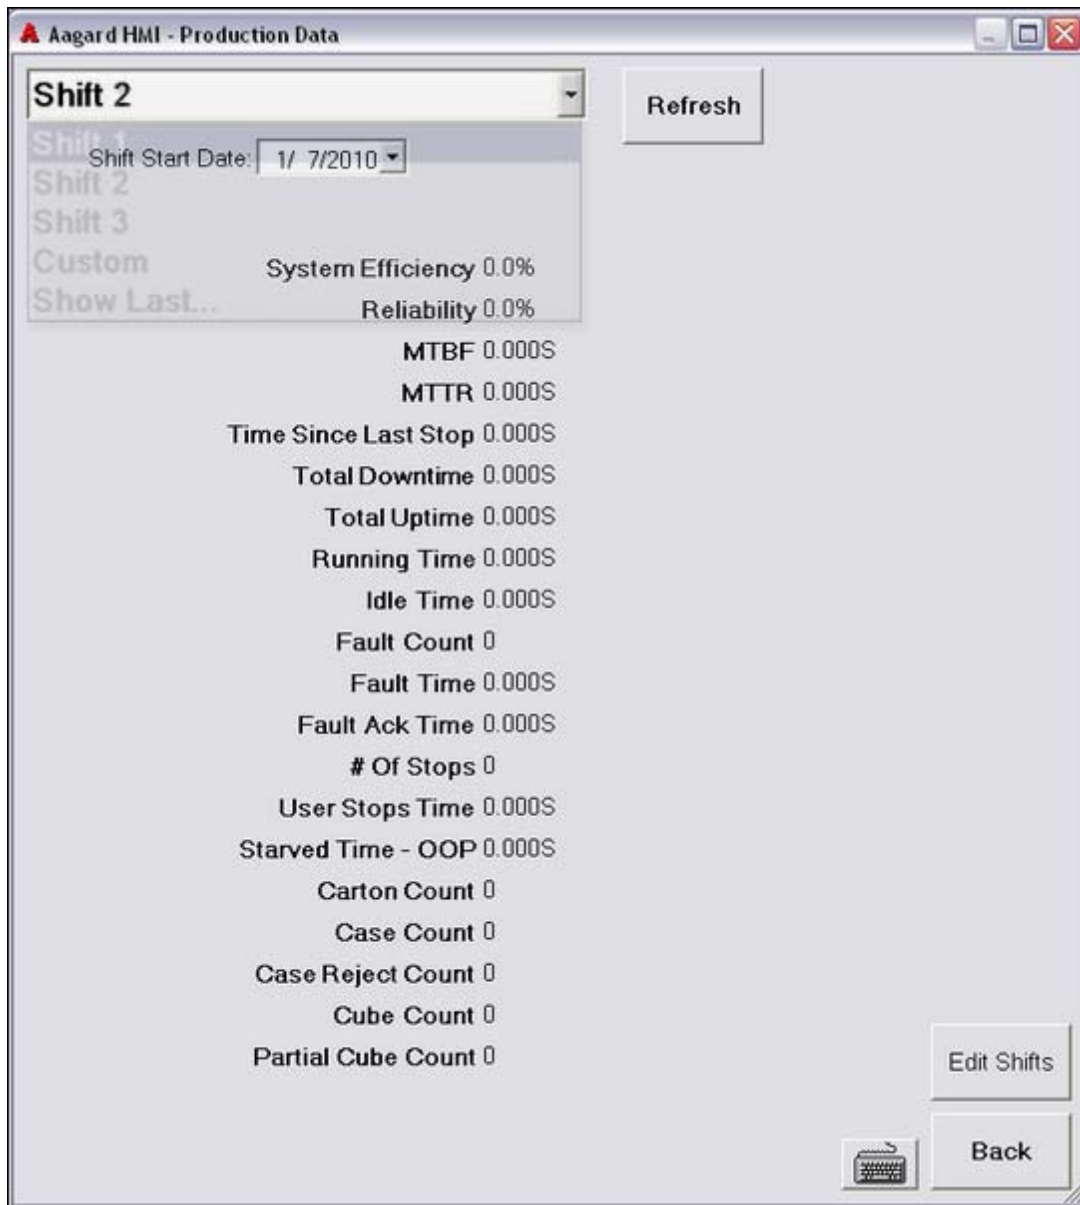 Aagard HMI - Production Data
Shift 2
Refresh
Shift 1
Shift Start Date: 1/ 7/2010
Shift 2
Shift 3
Custom
System Efficiency 0.0%
Show Last...
Reliability 0.0%
MTBF 0.000S
MTTR 0.000S
Time Since Last Stop 0.000S
Total Downtime 0.000S
Total Uptime 0.000S
Running Time 0.000S
Idle Time 0.000S
Fault Count 0
Fault Time 0.000S
Fault Ack Time 0.000S
# Of Stops 0
User Stops Time 0.000S
Starved Time - OOP 0.000S
Carton Count 0
Case Count 0
Case Reject Count 0
Cube Count 0
Partial Cube Count 0
Edit Shifts
Back